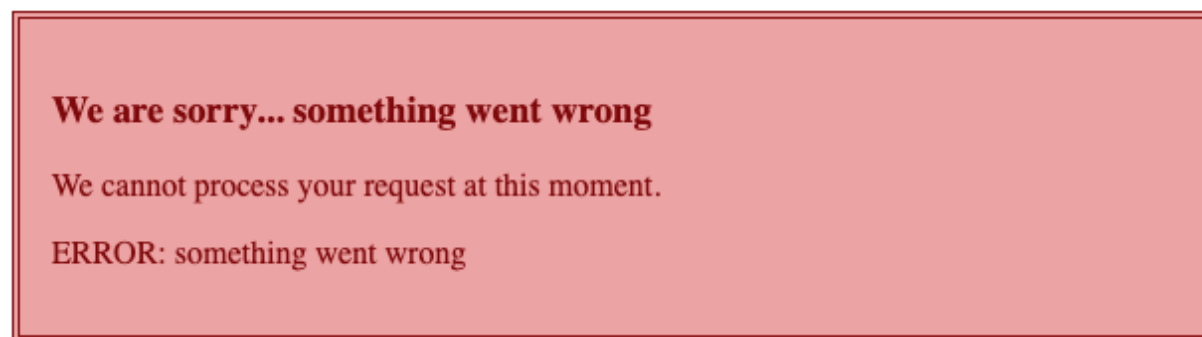 We are sorry... something went wrong
We cannot process your request at this moment.
ERROR: something went wrong